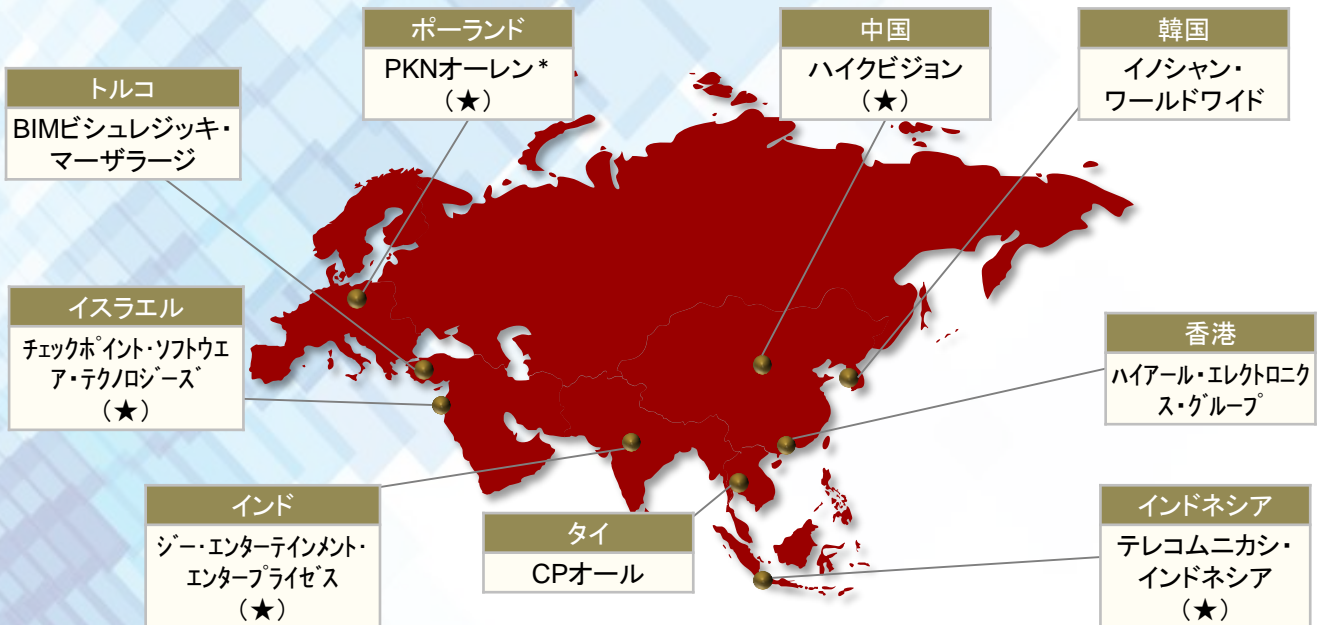 ポーランド
PKNオーレン*
(★)
中国
ハイクビジョン
(★)
韓国
イノシャン・
ワールドワイド
トルコ
BIMビシュレジッキ・
マーザラージ
イスラエル
ﾁｪｯｸﾎﾟｲﾝﾄ・ｿﾌﾄｳｴ
ｱ・ﾃｸﾉﾛｼﾞｰｽﾞ
(★)
香港
ﾊｲｱｰﾙ・ｴﾚｸﾄﾛﾆｸ
ｽ・ｸﾞﾙｰﾌﾟ
インド
ｼﾞｰ・ｴﾝﾀｰﾃｲﾝﾒﾝﾄ・
ｴﾝﾀｰﾌﾟﾗｲｾﾞｽ
(★)
タイ
CPオール
インドネシア
テレコムニカシ・
インドネシア
(★)